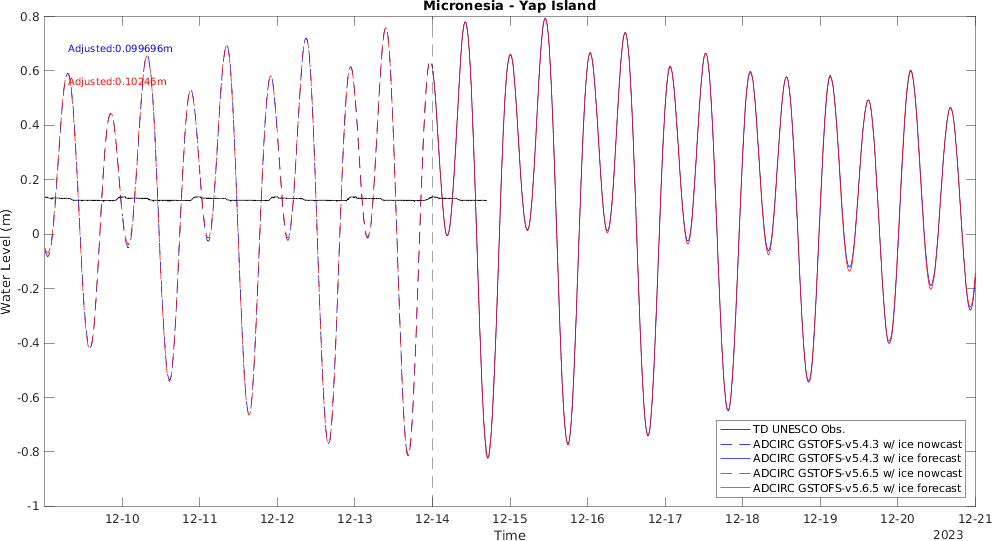 Micronesia - Yap Island
Adjusted:0.099696m
Adjusted:0.10246m
Water Level (m)
0.8
0.6
0.4
0.2
0
-0.2
-0.4
-0.6
-0.8
-1
TD UNESCO Obs.
ADCIRC GSTOFS-v5.4.3 w/ ice nowcast
ADCIRC GSTOFS-v5.4.3 w/ ice forecast
ADCIRC GSTOFS-v5.6.5 w/ ice nowcast
ADCIRC GSTOFS-v5.6.5 w/ ice forecast
12-10 12-11 12-12 12-13 12-14 12-15 12-16 12-17 12-18 12-19 12-20 12-21
Time
2023